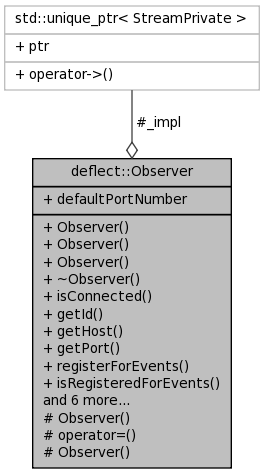 std::unique_ptr< StreamPrivate >
+ ptr
+ operator->()
#_impl
deflect::Observer
+ defaultPortNumber
+ Observer()
+ Observer()
+ Observer()
+ ~Observer()
+ isConnected()
+ getId()
+ getHost()
+ getPort()
+ registerForEvents()
+ isRegisteredForEvents()
and 6 more...
# Observer()
# operator=()
# Observer()